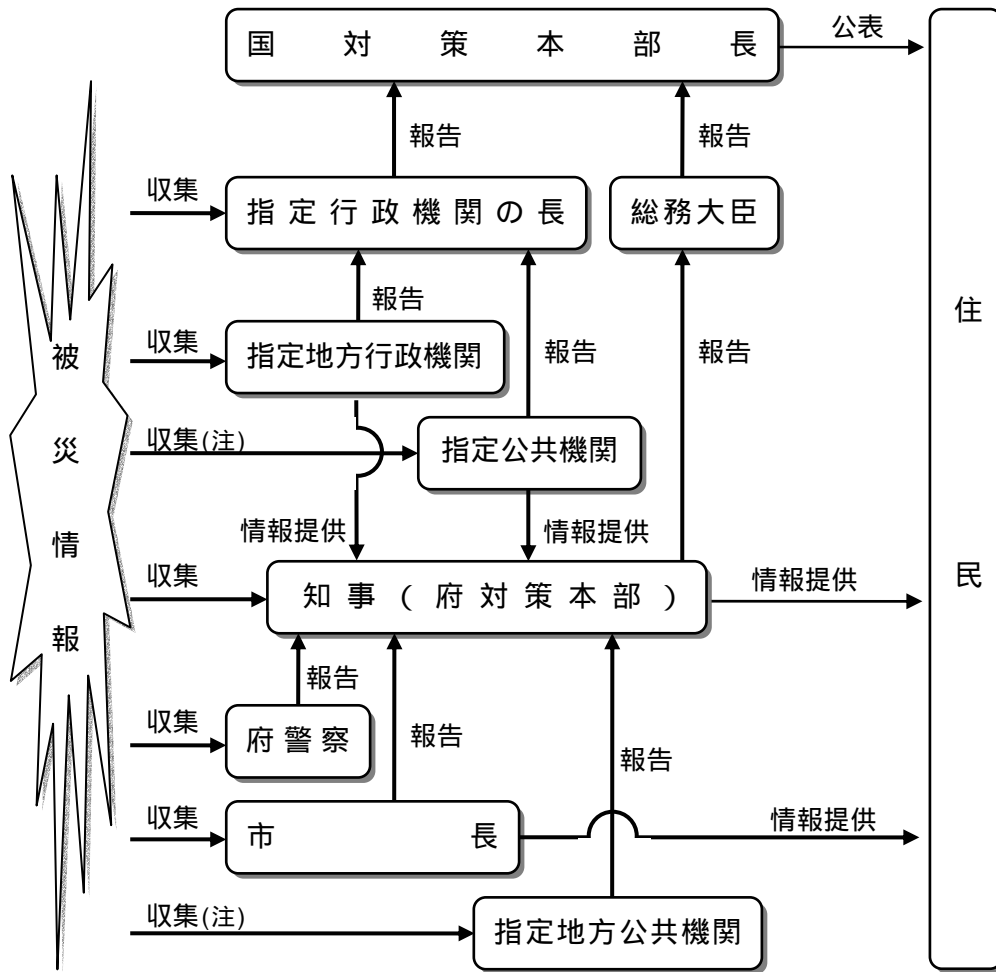 国対策本部長
公表
報告
報告
収集
指定行政機関の長
総務大臣
報告
収集
指定地方行政機関
報告
報告
収集(注)
指定公共機関
情報提供
情報提供
収集
知事(府対策本部)
情報提供
報告
収集
府警察
報告
報告
収集
市長
情報提供
収集(注)
指定地方公共機関
被災情報
住民